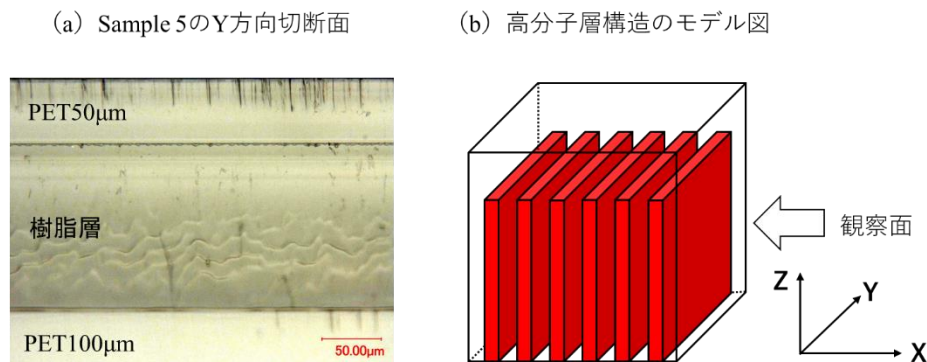 (a) Sample 5のY方向切断面
(b) 高分子層構造のモデル図
PET50μm
樹脂層
PET100μm
50.00μm
観察面
Z
Y
X